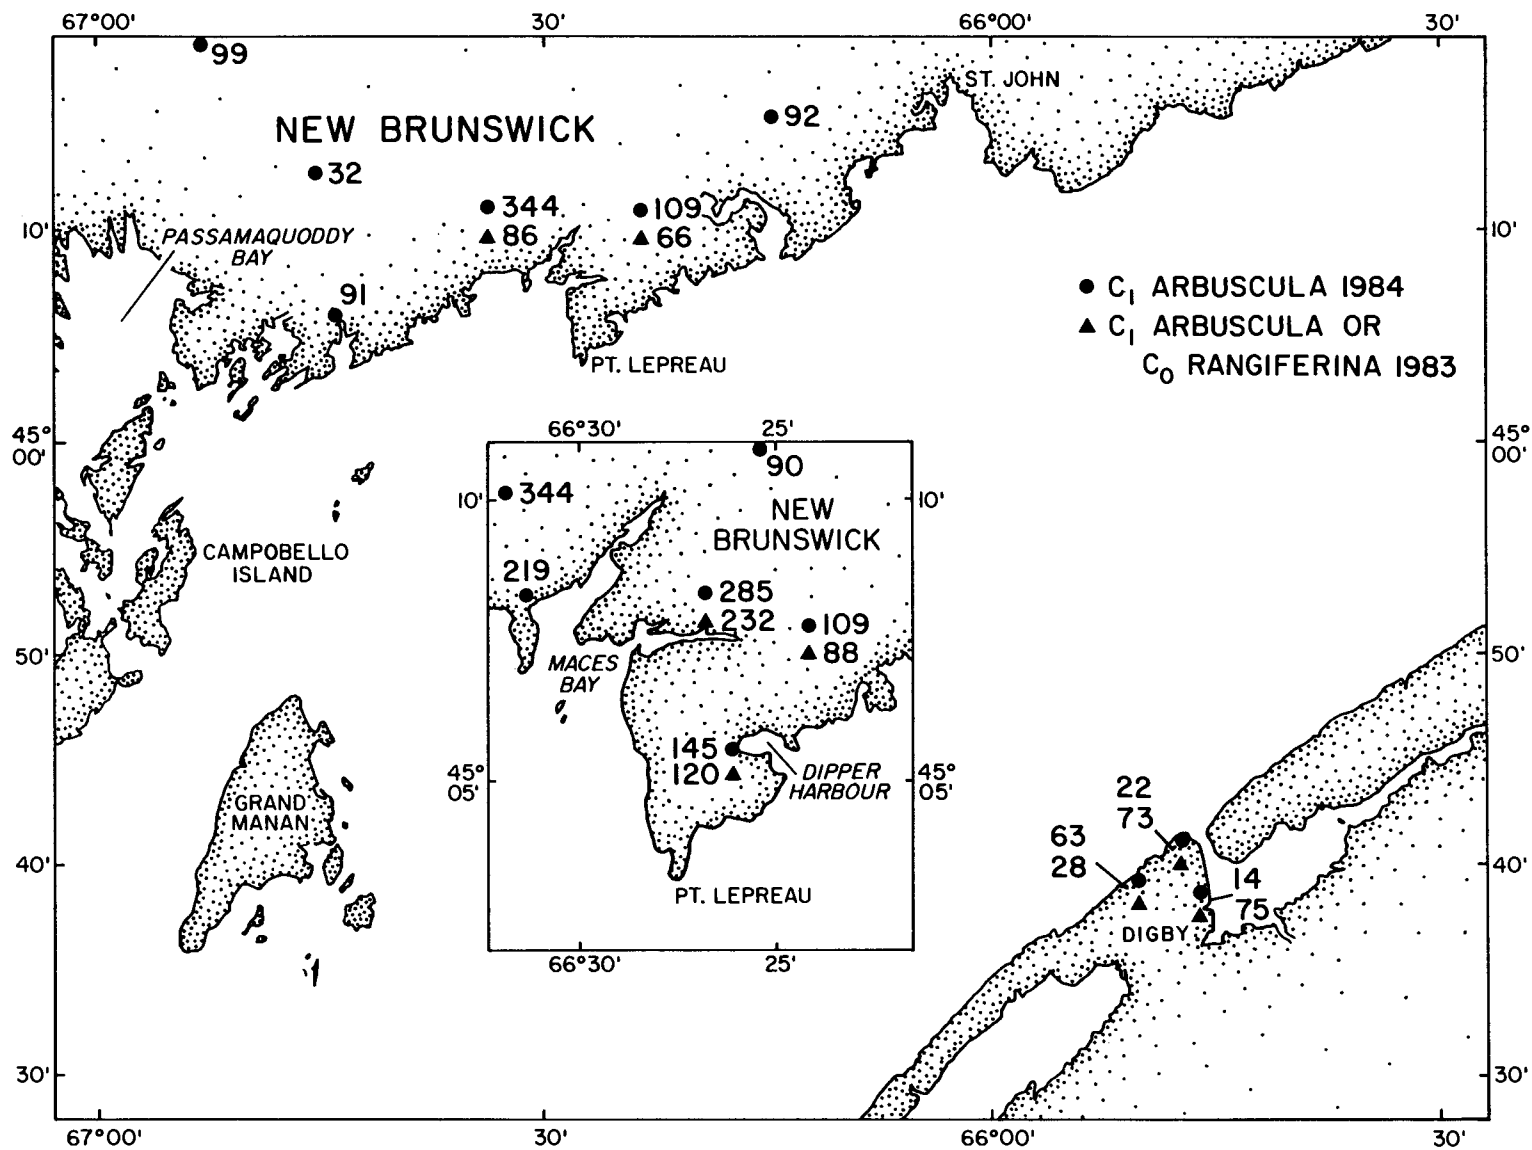 67°00'
30'
66°00'
30'
99
ST. JOHN
NEW BRUNSWICK
92
32
344
109
86
66
10'
10'
PASSAMAQUODDY
BAY
91
● C₁ ARBUSCULA 1984
▲ C₁ ARBUSCULA OR
C₀ RANGIFERINA 1983
PT. LEPREAU
45°
00'
45°
00'
66°30'
25'
90
10'
344
10'
NEW
BRUNSWICK
CAMPOBELLO
ISLAND
219
285
232
109
88
50'
50'
MACES
BAY
145
120
DIPPER
HARBOUR
45°
05'
45°
05'
GRAND
MANAN
22
73
63
28
40'
40'
14
75
PT. LEPREAU
DIGBY
66°30'
25'
30'
30'
67°00'
30'
66°00'
30'